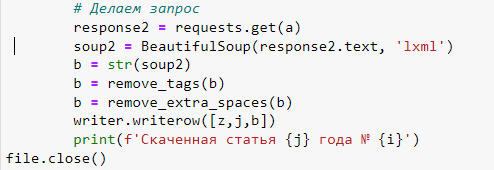 # Делаем запрос
response2 = requests.get(a)
soup2 = BeautifulSoup(response2.text, 'lxml')
b = str(soup2)
b = remove_tags(b)
b = remove_extra_spaces(b)
writer.writerow([z,j,b])
print(f'Скаченная статья {j} года № {i}')
file.close()